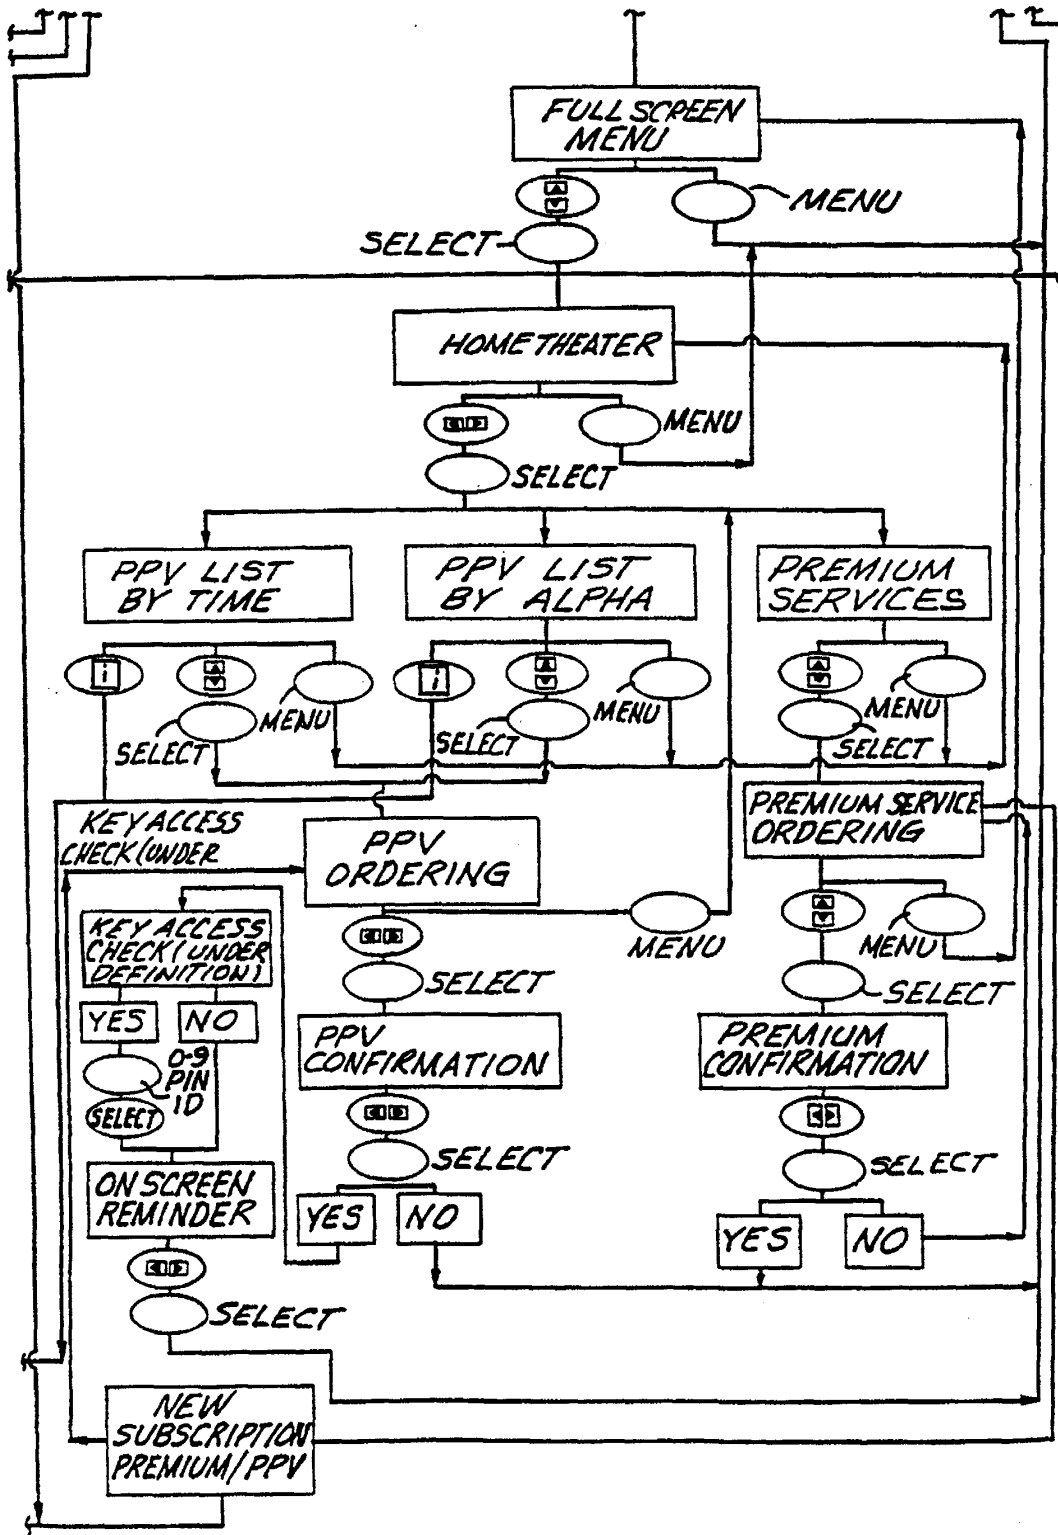 FULL SCREEN
MENU
MENU
SELECT
HOME THEATER
MENU
SELECT
PPV LIST
BY TIME
PPV LIST
BY ALPHA
PREMIUM
SERVICES
i
i
MENU
MENU
MENU
SELECT
SELECT
SELECT
KEY ACCESS
CHECK (UNDER
PPV
ORDERING
PREMIUM SERVICE
ORDERING
KEY ACCESS
CHECK (UNDER
DEFINITION)
MENU
MENU
SELECT
SELECT
YES
NO
PPV
CONFIRMATION
PREMIUM
CONFIRMATION
0-9
PIN
ID
SELECT
SELECT
SELECT
ON SCREEN
REMINDER
YES
NO
YES
NO
SELECT
NEW
SUBSCRIPTION
PREMIUM/PPV